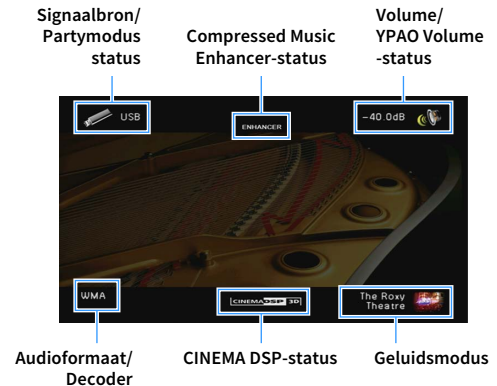 Signaalbron/
Partymodus
status
Compressed Music
Enhancer-status
Volume/
YPAO Volume
-status
USB
ENHANCER
-40.0dB
WMA
CINEMA DSP 3D
The Roxy
Theatre
Audioformaat/
Decoder
CINEMA DSP-status
Geluidsmodus